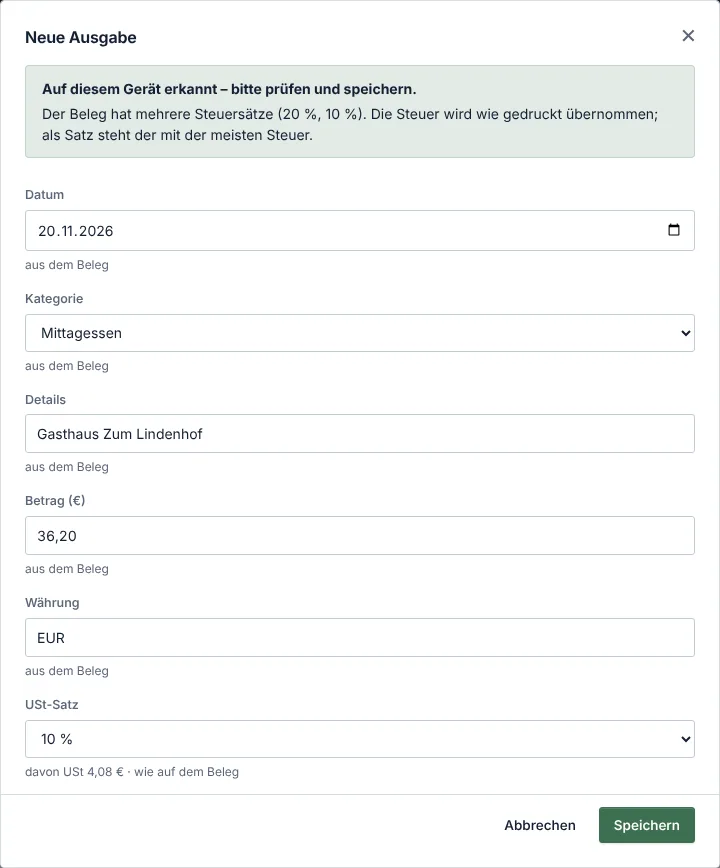 Neue Ausgabe
Auf diesem Gerät erkannt – bitte prüfen und speichern.
Der Beleg hat mehrere Steuersätze (20 %, 10 %). Die Steuer wird wie gedruckt übernommen;
als Satz steht der mit der meisten Steuer.
Datum
20.11.2026
aus dem Beleg
Kategorie
Mittagessen
aus dem Beleg
Details
Gasthaus Zum Lindenhof
aus dem Beleg
Betrag (€)
36,20
aus dem Beleg
Währung
EUR
aus dem Beleg
USt-Satz
10 %
davon USt 4,08 € · wie auf dem Beleg
Abbrechen
Speichern